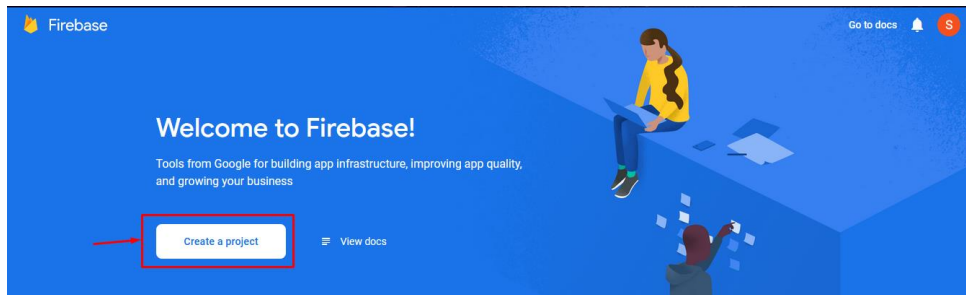 Firebase
Go to docs
S
Welcome to Firebase!
Tools from Google for building app infrastructure, improving app quality,
and growing your business
Create a project
View docs